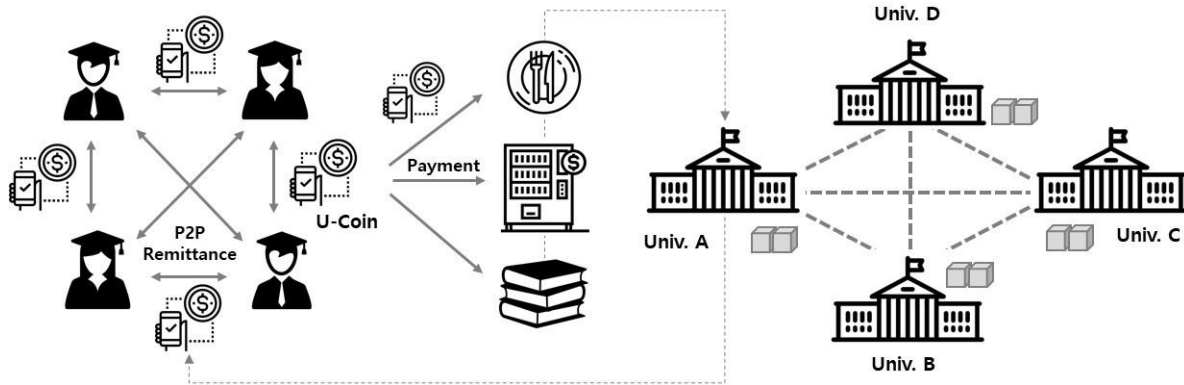 Univ. D
Payment
U-Coin
P2P
Remittance
Univ. A
Univ. C
Univ. B
$
$
$
$
$
$